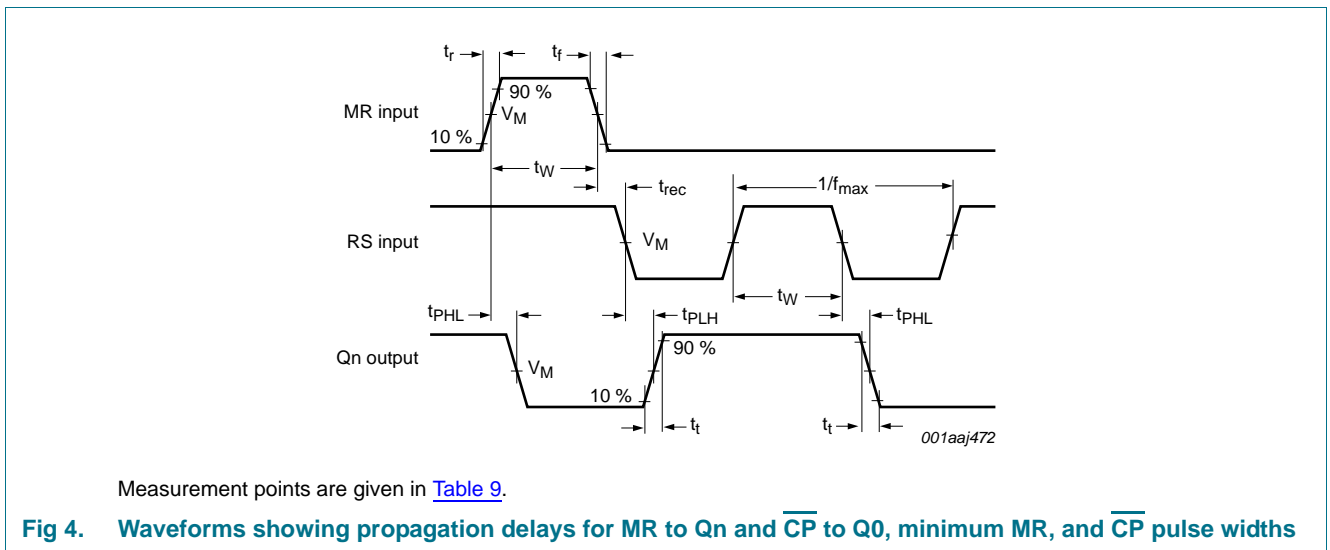 tr
tf
90 %
MR input
VM
10 %
tW
trec
1/fmax
RS input
VM
tW
tPHL
tPLH
tPHL
90 %
Qn output
VM
10 %
tt
tt
001aaj472
Measurement points are given in Table 9.
Fig 4. Waveforms showing propagation delays for MR to Qn and C̅P̅ to Q0, minimum MR, and C̅P̅ pulse widths